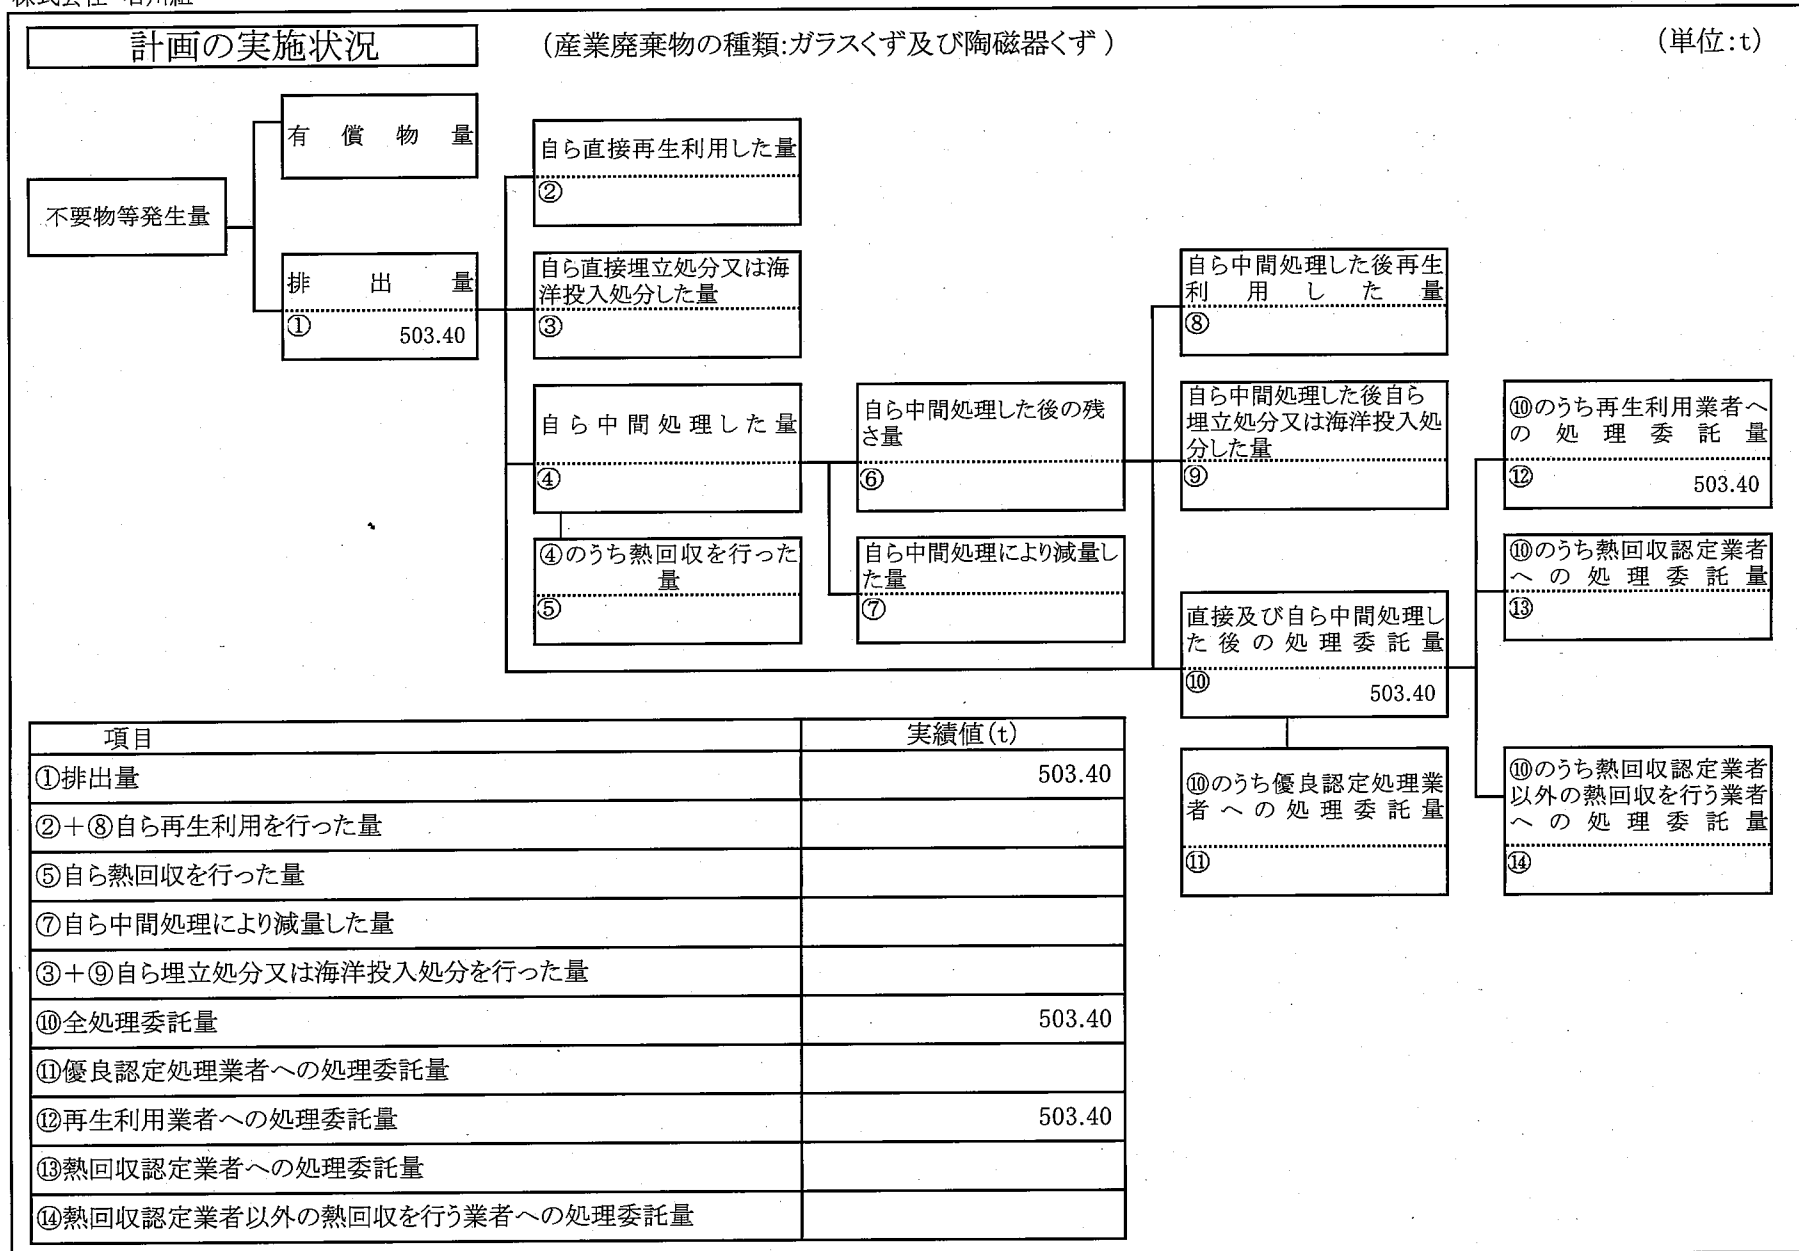 計画の実施状況
(産業廃棄物の種類:ガラスくず及び陶磁器くず)
(単位:t)
有償物量
不要物等発生量
排出量
① 503.40
自ら直接再生利用した量
②
自ら直接埋立処分又は海
洋投入処分した量
③
自ら中間処理した量
④
④のうち熱回収を行った
量
⑤
自ら中間処理した後の残
さ量
⑥
自ら中間処理により減量し
た量
⑦
自ら中間処理した後再生
利用した量
⑧
自ら中間処理した後自ら
埋立処分又は海洋投入処
分した量
⑨
直接及び自ら中間処理し
た後の処理委託量
⑩ 503.40
⑩のうち優良認定処理業
者への処理委託量
⑪
⑩のうち再生利用業者へ
の処理委託量
⑫ 503.40
⑩のうち熱回収認定業者
への処理委託量
⑬
⑩のうち熱回収認定業者
以外の熱回収を行う業者
への処理委託量
⑭
項目 実績値(t)
①排出量 503.40
②+⑧自ら再生利用を行った量
⑤自ら熱回収を行った量
⑦自ら中間処理により減量した量
③+⑨自ら埋立処分又は海洋投入処分を行った量
⑩全処理委託量 503.40
⑪優良認定処理業者への処理委託量
⑫再生利用業者への処理委託量 503.40
⑬熱回収認定業者への処理委託量
⑭熱回収認定業者以外の熱回収を行う業者への処理委託量